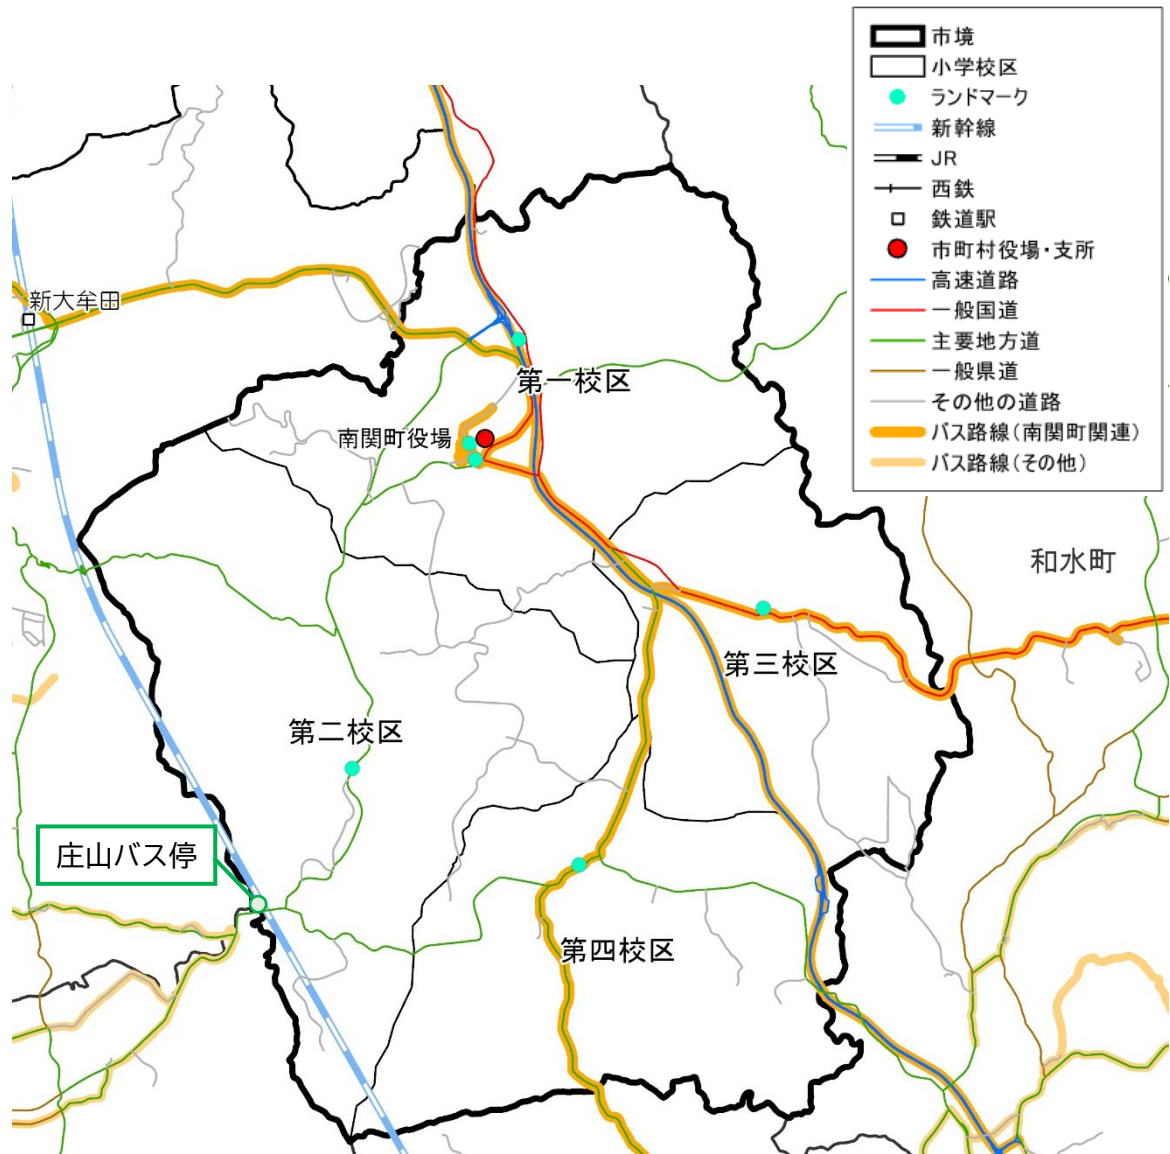 市境
小学校区
ランドマーク
新幹線
JR
西鉄
鉄道駅
市町村役場・支所
高速道路
一般国道
主要地方道
一般県道
その他の道路
バス路線(南関町関連)
バス路線(その他)
新大牟田
第一校区
南関町役場
和水町
第三校区
第二校区
庄山バス停
第四校区